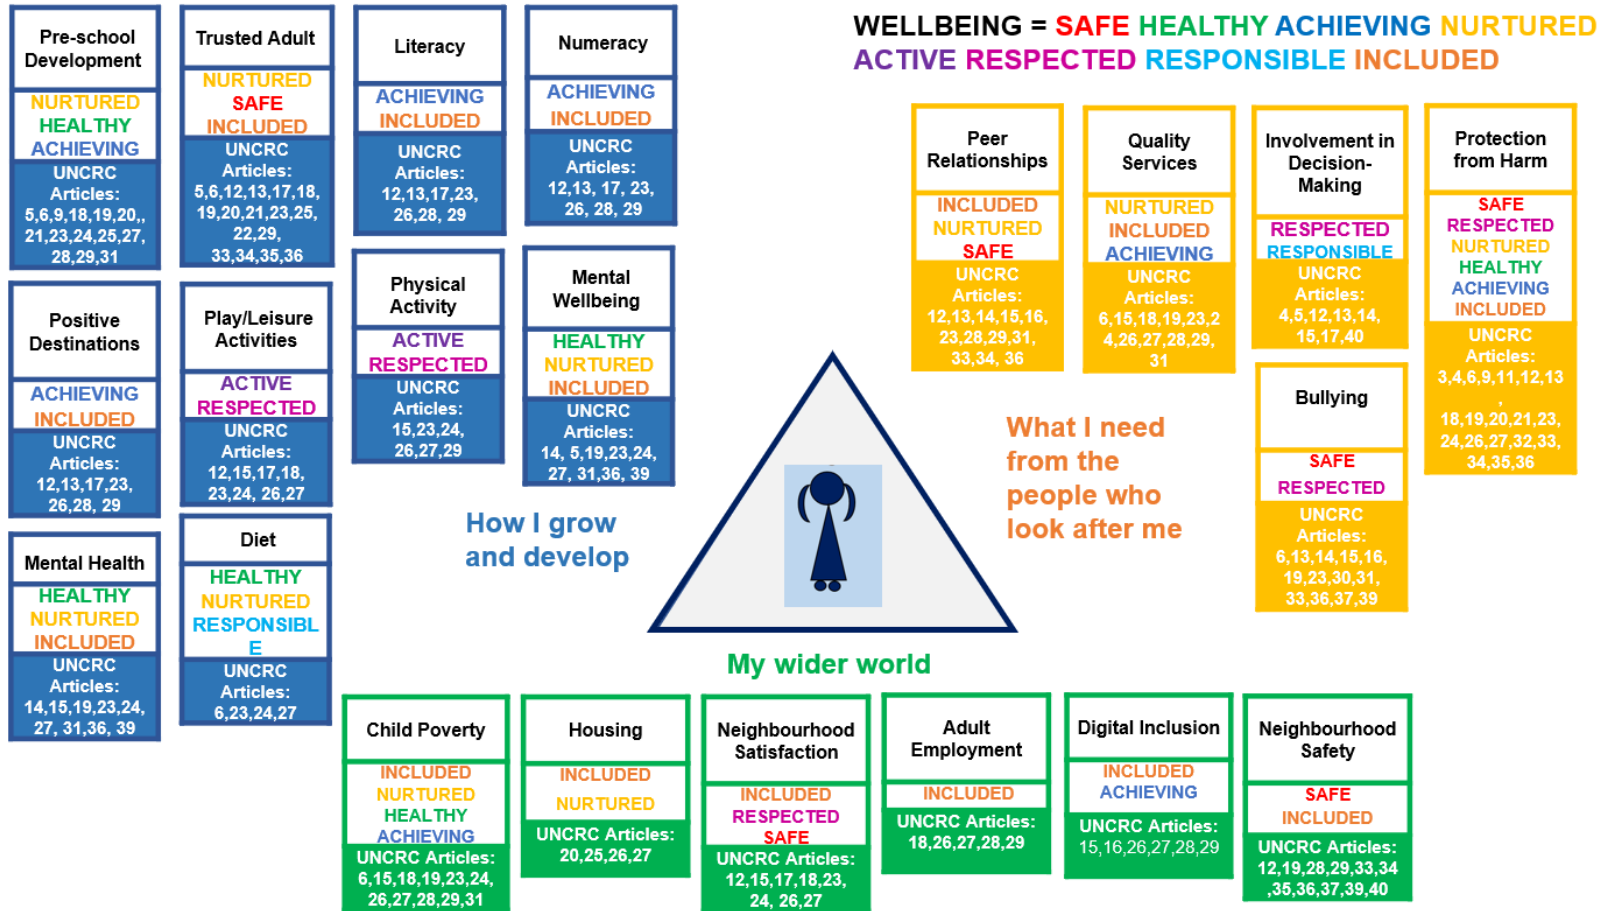 WELLBEING = SAFE HEALTHY ACHIEVING NURTURED
ACTIVE RESPECTED RESPONSIBLE INCLUDED
Pre-school
Development
NURTURED
HEALTHY
ACHIEVING
UNCRC
Articles:
5,6,9,18,19,20,,
21,23,24,25,27,
28,29,31
Trusted Adult
NURTURED
SAFE
INCLUDED
UNCRC
Articles:
5,6,12,13,17,18,
19,20,21,23,25,
22,29,
33,34,35,36
Literacy
ACHIEVING
INCLUDED
UNCRC
Articles:
12,13,17,23,
26,28, 29
Numeracy
ACHIEVING
INCLUDED
UNCRC
Articles:
12,13, 17, 23,
26, 28, 29
Positive
Destinations
ACHIEVING
INCLUDED
UNCRC
Articles:
12,13,17,23,
26,28, 29
Play/Leisure
Activities
ACTIVE
RESPECTED
UNCRC
Articles:
12,15,17,18,
23,24, 26,27
Physical
Activity
ACTIVE
RESPECTED
UNCRC
Articles:
15,23,24,
26,27,29
Mental
Wellbeing
HEALTHY
NURTURED
INCLUDED
UNCRC
Articles:
14, 5,19,23,24,
27, 31,36, 39
Mental Health
HEALTHY
NURTURED
INCLUDED
UNCRC
Articles:
14,15,19,23,24,
27, 31,36, 39
Diet
HEALTHY
NURTURED
RESPONSIBL
E
UNCRC
Articles:
6,23,24,27
How I grow
and develop
Peer
Relationships
INCLUDED
NURTURED
SAFE
UNCRC
Articles:
12,13,14,15,16,
23,28,29,31,
33,34, 36
Quality
Services
NURTURED
INCLUDED
ACHIEVING
UNCRC
Articles:
6,15,18,19,23,2
4,26,27,28,29,
31
Involvement in
Decision-
Making
RESPECTED
RESPONSIBLE
UNCRC
Articles:
4,5,12,13,14,
15,17,40
Protection
from Harm
SAFE
RESPECTED
NURTURED
HEALTHY
ACHIEVING
INCLUDED
UNCRC
Articles:
3,4,6,9,11,12,13
,
18,19,20,21,23,
24,26,27,32,33,
34,35,36
Bullying
SAFE
RESPECTED
UNCRC
Articles:
6,13,14,15,16,
19,23,30,31,
33,36,37,39
What I need
from the
people who
look after me
My wider world
Child Poverty
INCLUDED
NURTURED
HEALTHY
ACHIEVING
UNCRC Articles:
6,15,18,19,23,24,
26,27,28,29,31
Housing
INCLUDED
NURTURED
UNCRC Articles:
20,25,26,27
Neighbourhood
Satisfaction
INCLUDED
RESPECTED
SAFE
UNCRC Articles:
12,15,17,18,23,
24, 26,27
Adult
Employment
INCLUDED
UNCRC Articles:
18,26,27,28,29
Digital Inclusion
INCLUDED
ACHIEVING
UNCRC Articles:
15,16,26,27,28,29
Neighbourhood
Safety
SAFE
INCLUDED
UNCRC Articles:
12,19,28,29,33,34
,35,36,37,39,40